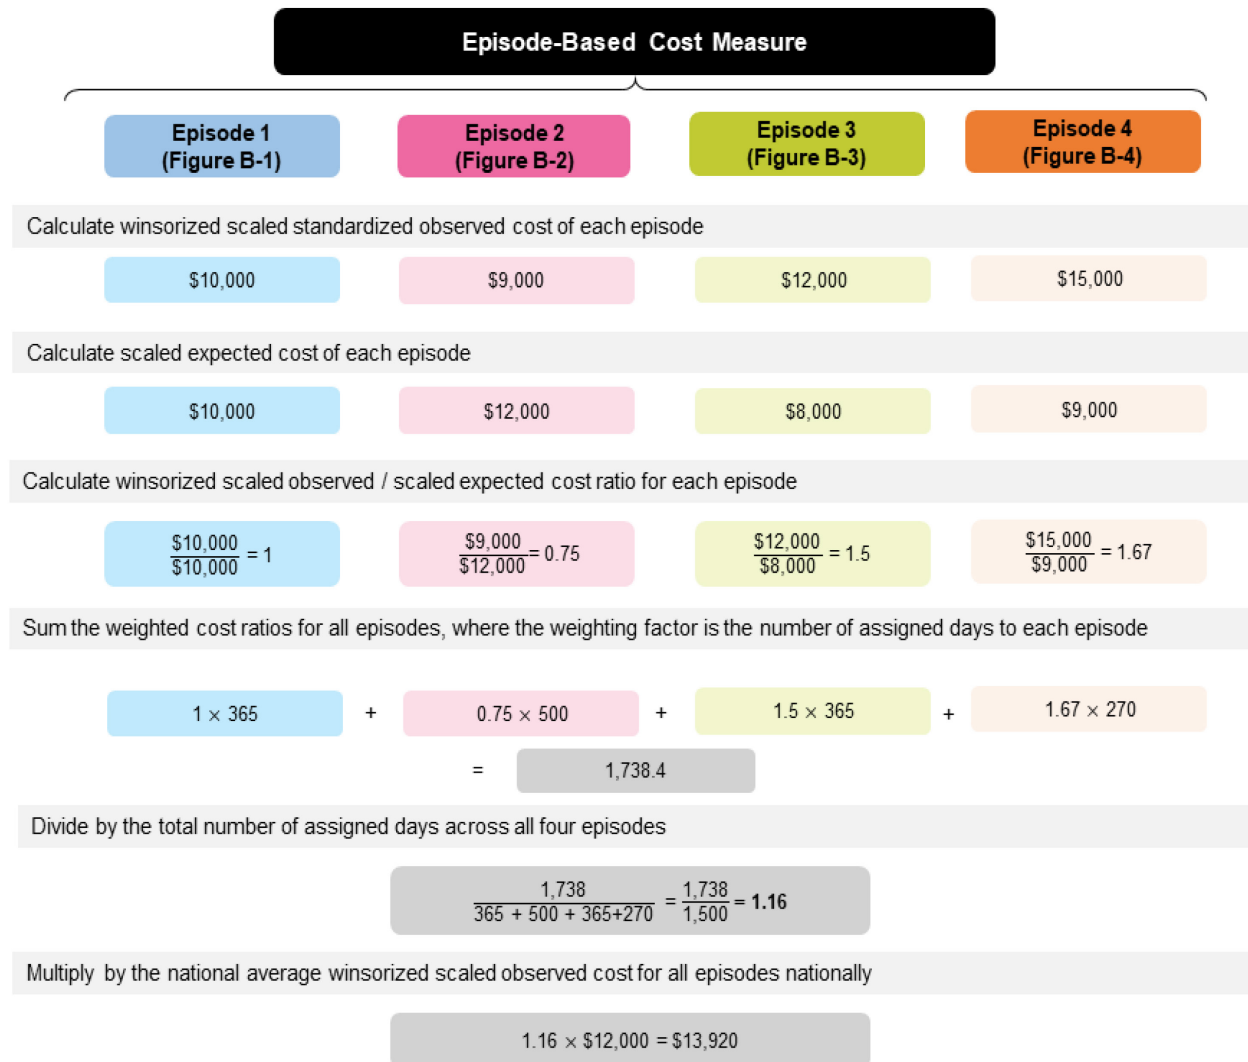 Episode-Based Cost Measure
Episode 1
(Figure B-1)
Episode 2
(Figure B-2)
Episode 3
(Figure B-3)
Episode 4
(Figure B-4)
Calculate winsorized scaled standardized observed cost of each episode
$10,000
$9,000
$12,000
$15,000
Calculate scaled expected cost of each episode
$10,000
$12,000
$8,000
$9,000
Calculate winsorized scaled observed / scaled expected cost ratio for each episode
$10,000
$10,000
= 1
$9,000
$12,000
= 0.75
$12,000
$8,000
= 1.5
$15,000
$9,000
= 1.67
Sum the weighted cost ratios for all episodes, where the weighting factor is the number of assigned days to each episode
1 × 365
+
0.75 × 500
+
1.5 × 365
+
1.67 × 270
=
1,738.4
Divide by the total number of assigned days across all four episodes
1,738
365 + 500 + 365+270
=
1,738
1,500
= 1.16
Multiply by the national average winsorized scaled observed cost for all episodes nationally
1.16 × $12,000 = $13,920